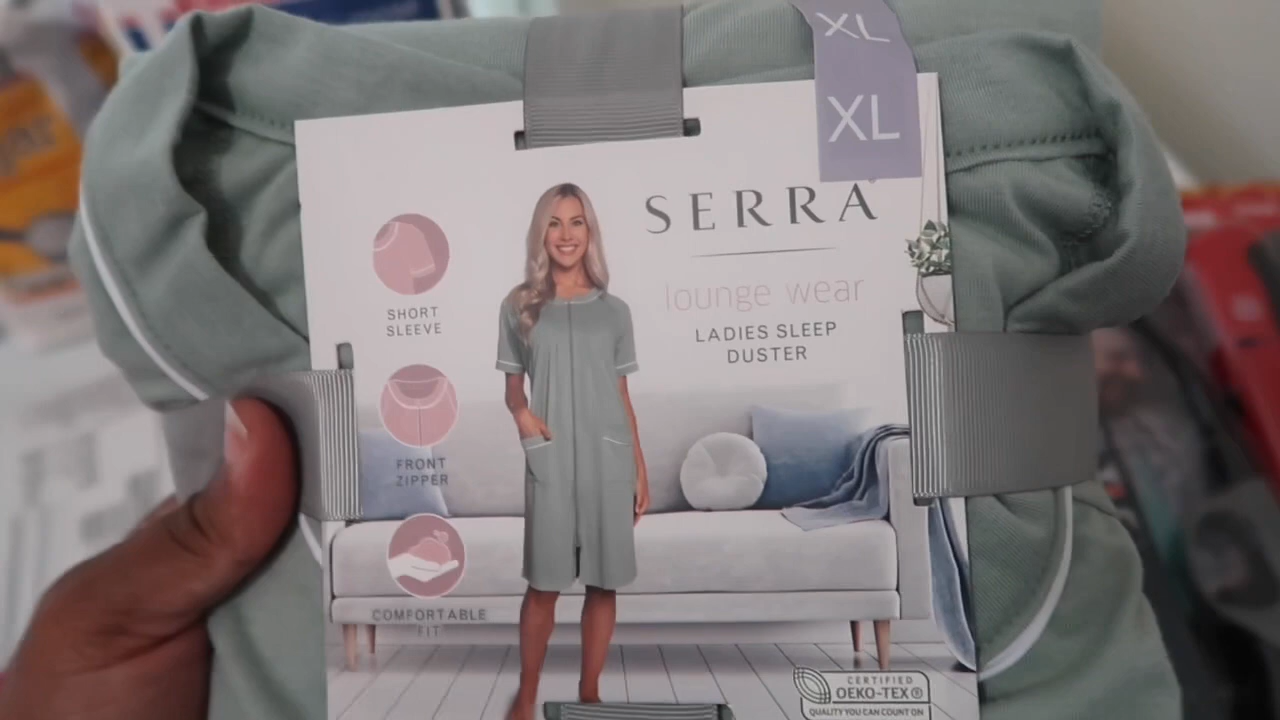 XL
XL
SERRA
lounge wear
LADIES SLEEP
DUSTER
SHORT
SLEEVE
FRONT
ZIPPER
COMFORTABLE
FIT
CERTIFIED
OEKO-TEX®
QUALITY YOU CAN COUNT ON